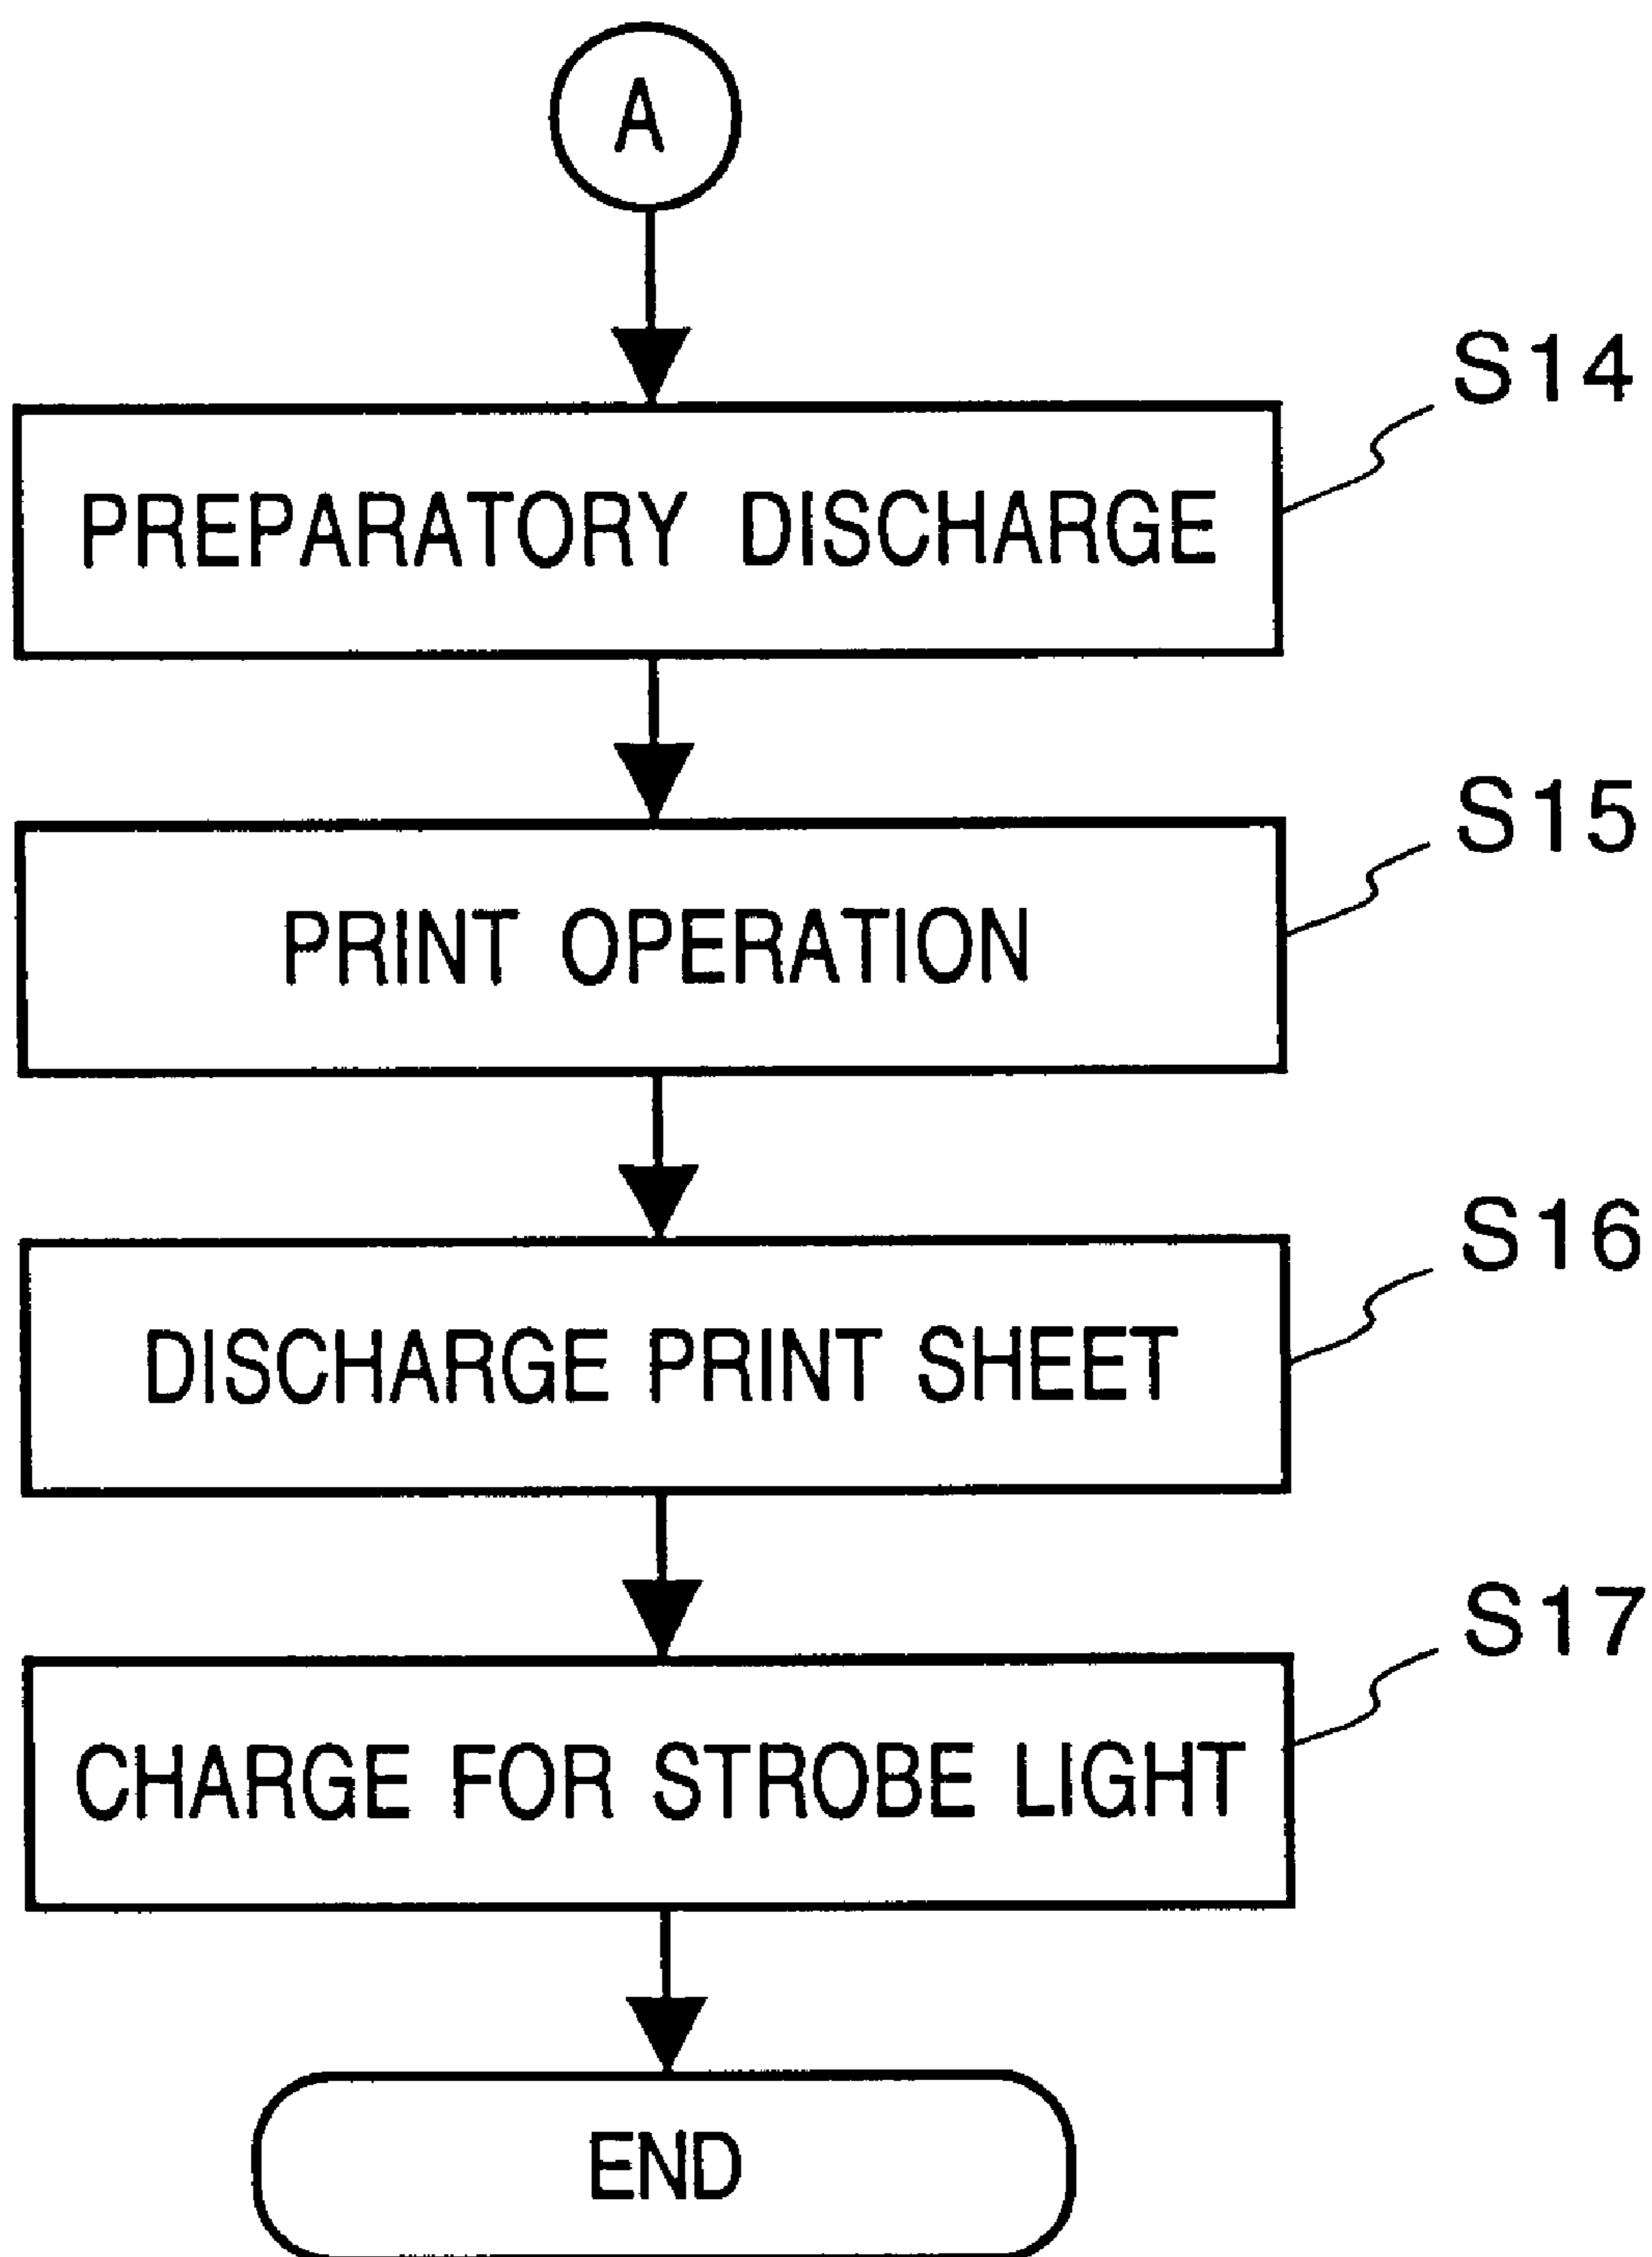 A
S14
PREPARATORY DISCHARGE
S15
PRINT OPERATION
S16
DISCHARGE PRINT SHEET
S17
CHARGE FOR STROBE LIGHT
END